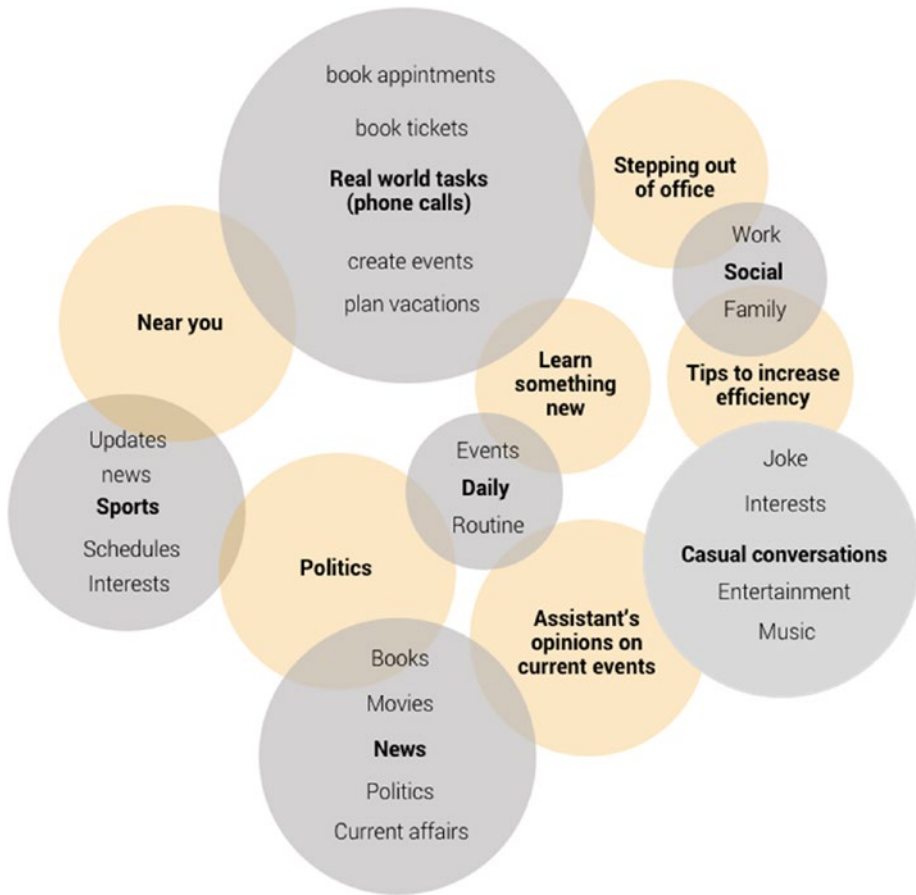 book appintments
book tickets
Real world tasks
(phone calls)
create events
plan vacations
Stepping out
of office
Work
Social
Family
Near you
Learn
something
new
Tips to increase
efficiency
Updates
news
Sports
Schedules
Interests
Events
Daily
Routine
Joke
Interests
Casual conversations
Entertainment
Music
Politics
Assistant's
opinions on
current events
Books
Movies
News
Politics
Current affairs